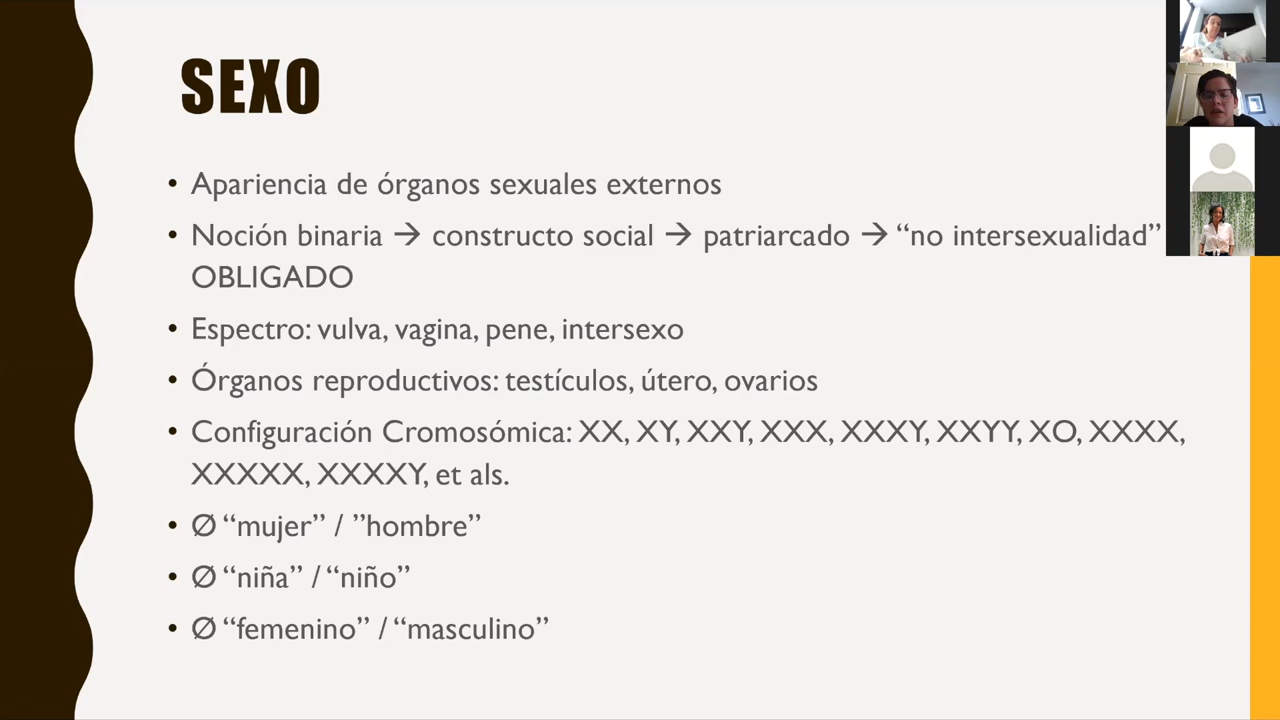 SEXO
• Apariencia de órganos sexuales externos
• Noción binaria → constructo social → patriarcado → “no intersexualidad”
OBLIGADO
• Espectro: vulva, vagina, pene, intersexo
• Órganos reproductivos: testículos, útero, ovarios
• Configuración Cromosómica: XX, XY, XXY, XXX, XXXY, XXYY, XO, XXXX,
XXXXX, XXXXY, et als.
• Ø “mujer” / ”hombre”
• Ø “niña” / “niño”
• Ø “femenino” / “masculino”